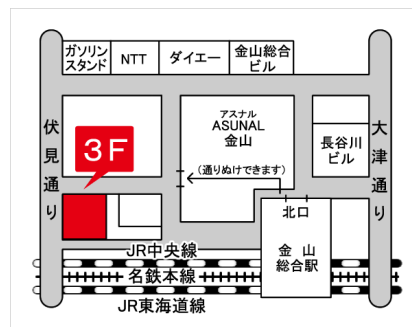 ガソリン
スタンド
NTT
ダイエー
金山総合
ビル
伏見通り
3F
アスナル
ASUNAL
金山
(通りぬけできます)
長谷川
ビル
大津通り
北口
金山
総合駅
JR中央線
名鉄本線
JR東海道線